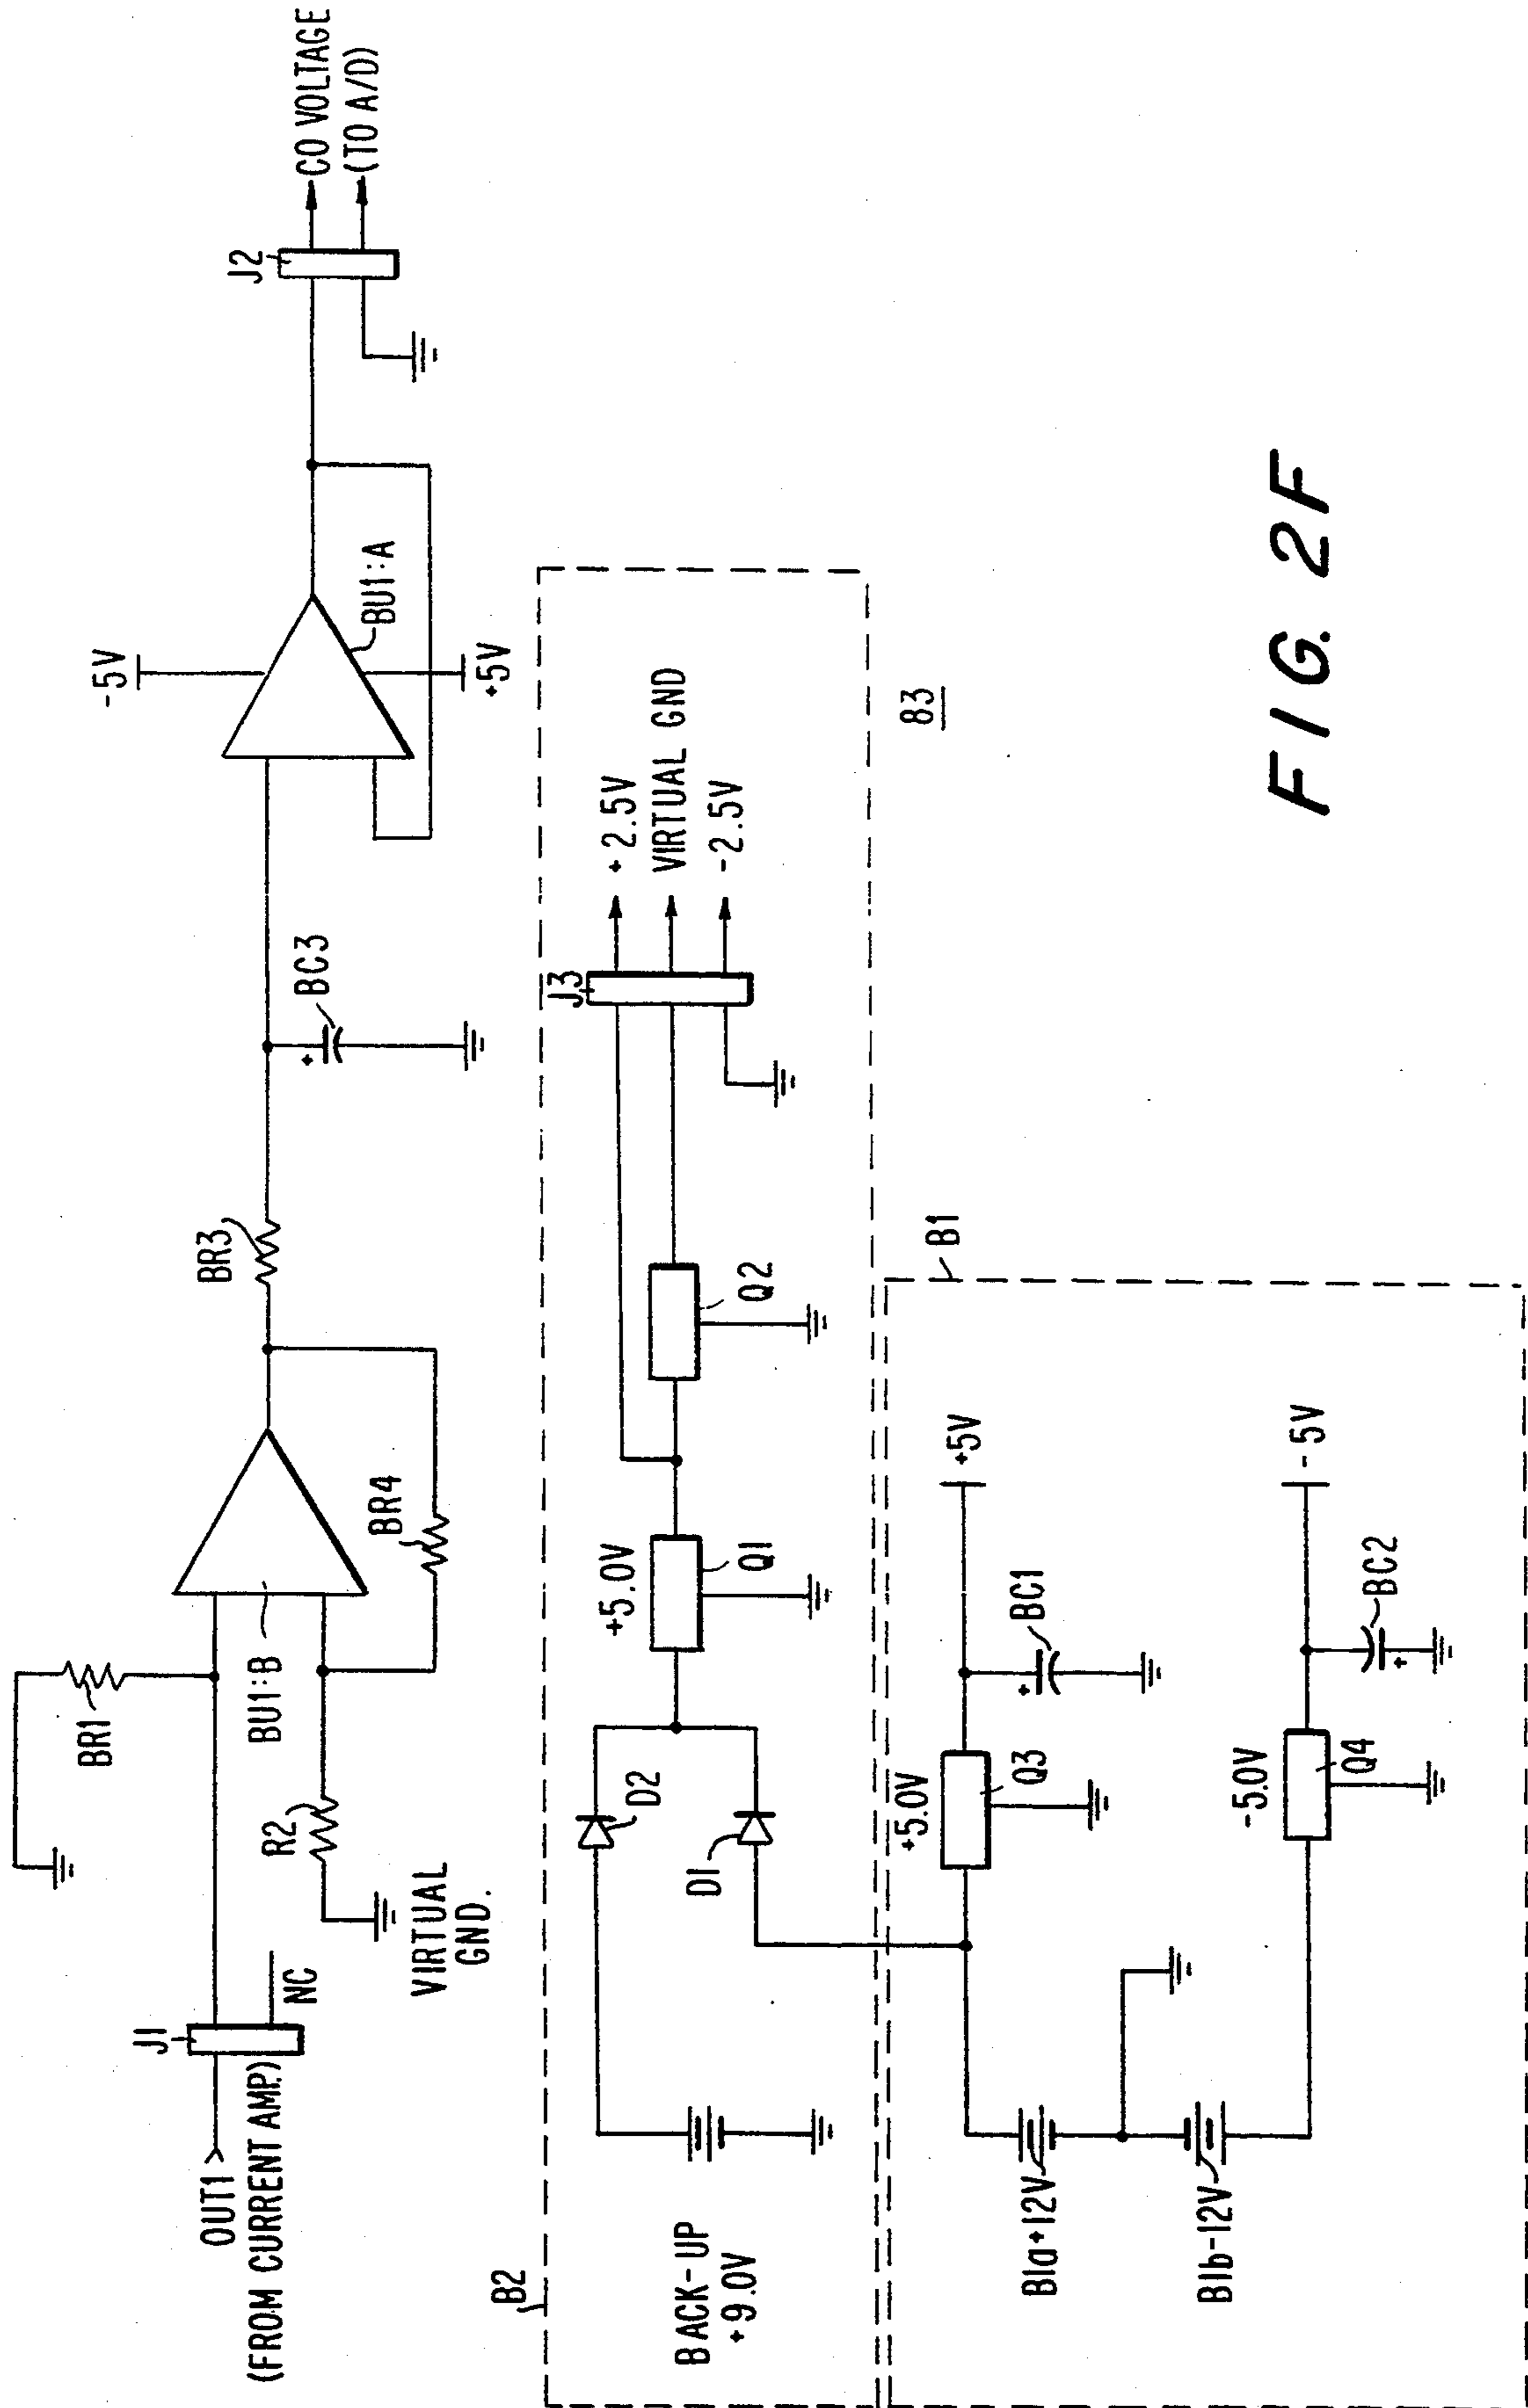 BR1
J1
OUT1
(FROM CURRENT AMP.)
NC
BU1:B
R2
VIRTUAL
GND.
BR4
BR3
BC3
-5V
BU1:A
+5V
J2
CO VOLTAGE
(TO A/D)
B2
BACK-UP
+9.0V
D2
D1
+5.0V
Q1
Q2
J3
+2.5V
VIRTUAL GND
-2.5V
83
B1
B1a+12V
B1b-12V
+5.0V
Q3
BC1
+5V
-5.0V
Q4
BC2
-5V
FIG. 2F